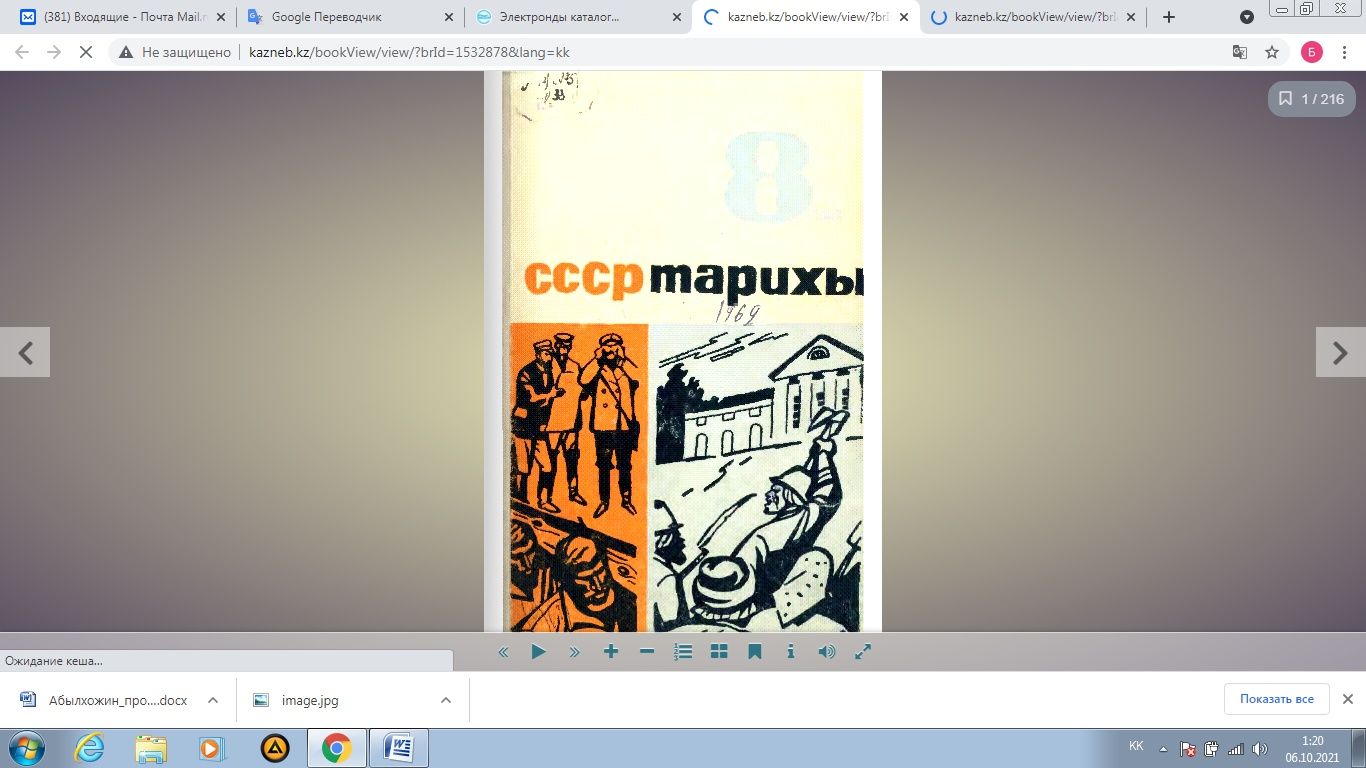 (381) Входящие - Почта Mail.r
Google Переводчик
Электронды каталог...
kazneb.kz/bookView/view/?brI
kazneb.kz/bookView/view/?brI
Не защищено
kazneb.kz/bookView/view/?brId=1532878&lang=kk
Б
1 / 216
33
8
СССР тарихы
1969
Ожидание кеша...
Абылхожин_про....docx
image.jpg
Показать все
KK
1:20
06.10.2021